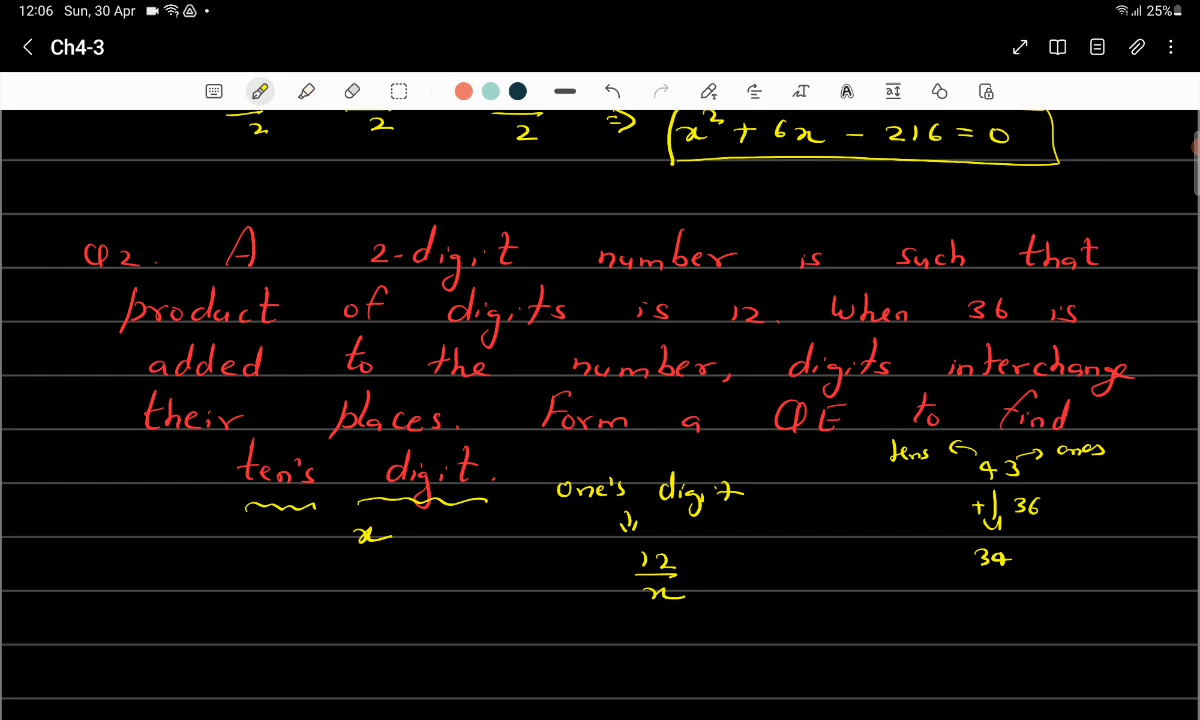 12:06 Sun, 30 Apr
25%
Ch4-3
2 2 2 => x² + 6x - 216 = 0
Q2. A 2-digit number is such that
product of digits is 12. When 36 is
added to the number, digits interchange
their places. Form a QE to find
ten's digit.
x
one's digit
12
x
tens ones
43
+ 36
34